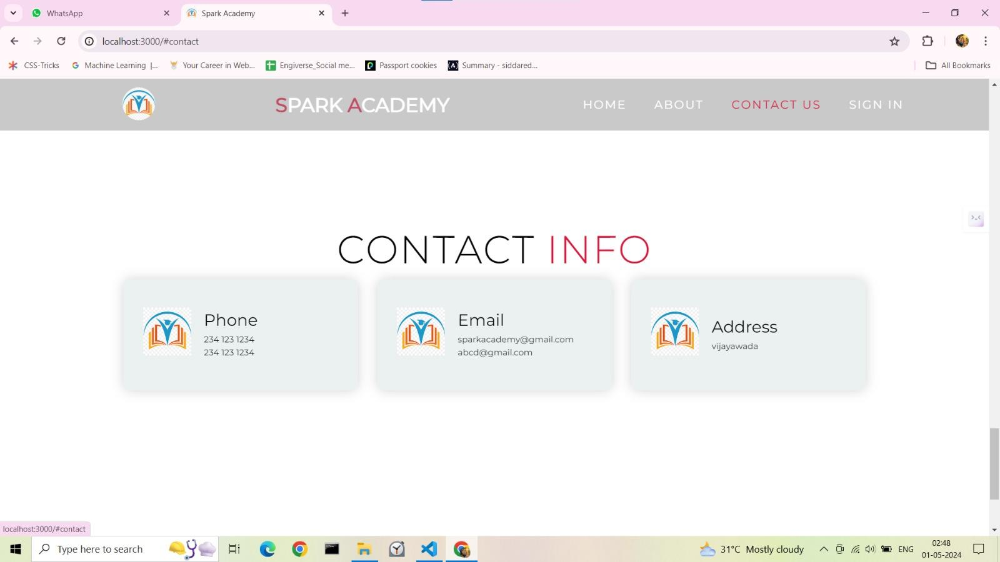 WhatsApp
Spark Academy
localhost:3000/#contact
CSS-Tricks
Machine Learning |...
Your Career in Web...
Engiverse_Social me...
Passport cookies
Summary - siddared...
All Bookmarks
SPARK ACADEMY
HOME
ABOUT
CONTACT US
SIGN IN
CONTACT INFO
Phone
234 123 1234
234 123 1234
Email
sparkacademy@gmail.com
abcd@gmail.com
Address
vijayawada
localhost:3000/#contact
Type here to search
31°C Mostly cloudy
ENG
02:48
01-05-2024